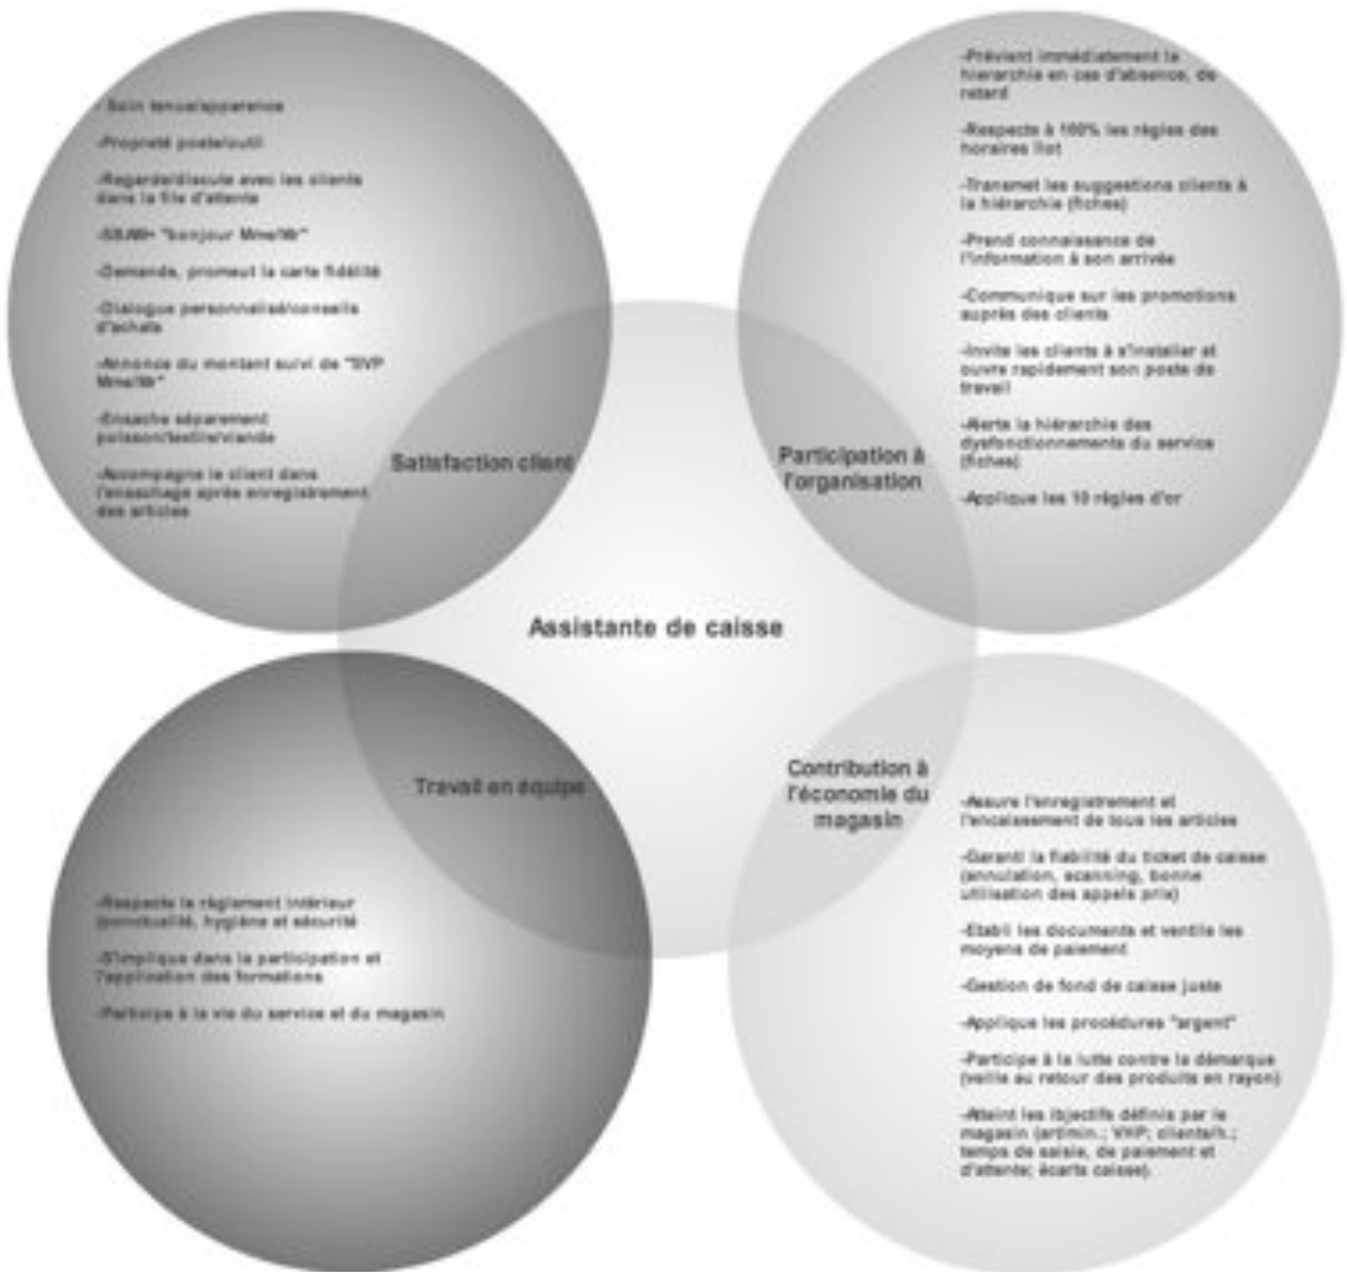 - Soin tenue/apparence
-Propreté poste/outil
-Regarde/discute avec les clients
dans la file d'attente
-SBAM+ "bonjour Mme/Mr"
-Demande, promeut la carte fidélité
-Dialogue personnalisé/conseils
d'achats
-Annonce du montant suivi de "SVP
Mme/Mr"
-Ensache séparement
poisson/textile/viande
-Accompagne le client dans
l'ensachage après enregistrement
des articles
Satisfaction client
-Prévient immédiatement la
hierarchie en cas d'absence, de
retard
-Respecte à 100% les règles des
horaires îlot
-Transmet les suggestions clients à
la hiérarchie (fiches)
-Prend connaissance de
l'information à son arrivée
-Communique sur les promotions
auprès des clients
-Invite les clients à s'installer et
ouvre rapidement son poste de
travail
-Alerte la hiérarchie des
dysfonctionnements du service
(fiches)
-Applique les 10 règles d'or
Participation à
l'organisation
Assistante de caisse
Travail en équipe
-Respecte le règlement intérieur
(ponctualité, hygiène et sécurité
-S'implique dans la participation et
l'application des formations
-Participe à la vie du service et du magasin
Contribution à
l'économie du
magasin
-Assure l'enregistrement et
l'encaissement de tous les articles
-Garanti la fiabilité du ticket de caisse
(annulation, scanning, bonne
utilisation des appels prix)
-Etabli les documents et ventile les
moyens de paiement
-Gestion de fond de caisse juste
-Applique les procédures "argent"
-Participe à la lutte contre la démarque
(veille au retour des produits en rayon)
-Atteint les objectifs définis par le
magasin (art/min.; VHP; clients/h.;
temps de saisie, de paiement et
d'attente; écarts caisse).